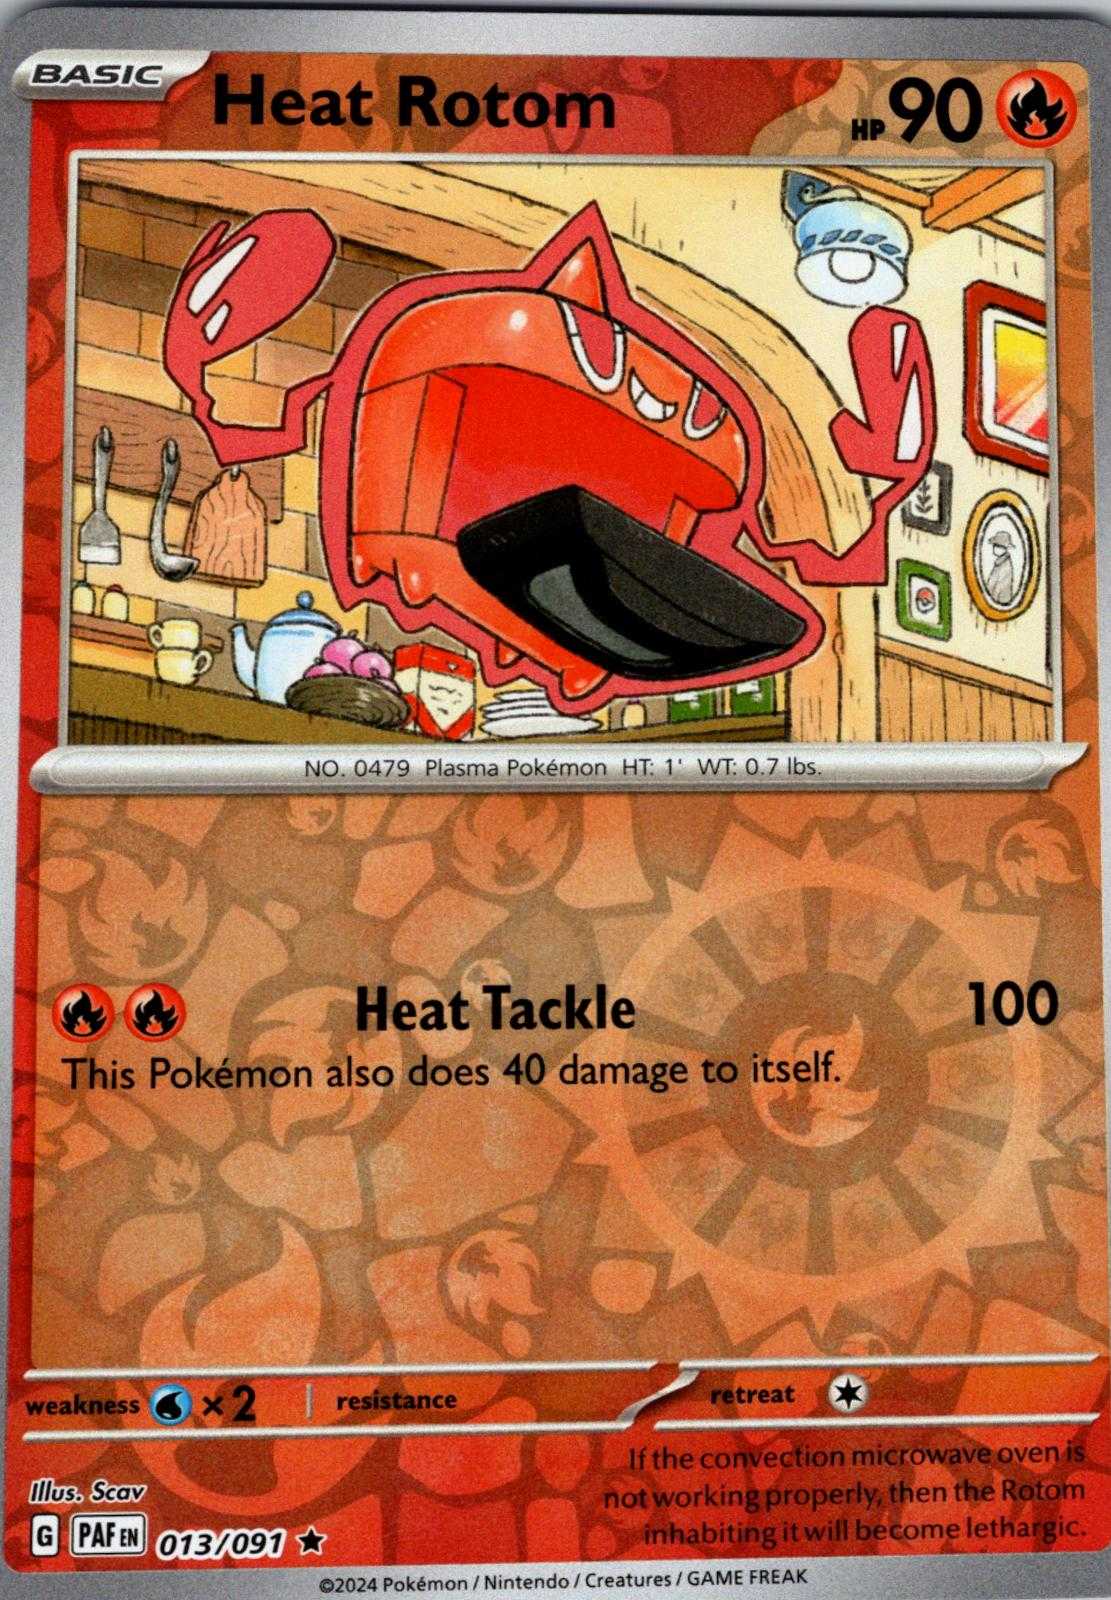 BASIC
Heat Rotom
HP 90
NO. 0479 Plasma Pokémon HT: 1' WT: 0.7 lbs.
Heat Tackle 100
This Pokémon also does 40 damage to itself.
weakness ×2 resistance retreat
If the convection microwave oven is
not working properly, then the Rotom
inhabiting it will become lethargic.
Illus. Scav
G PAF EN 013/091 ★
©2024 Pokémon / Nintendo / Creatures / GAME FREAK